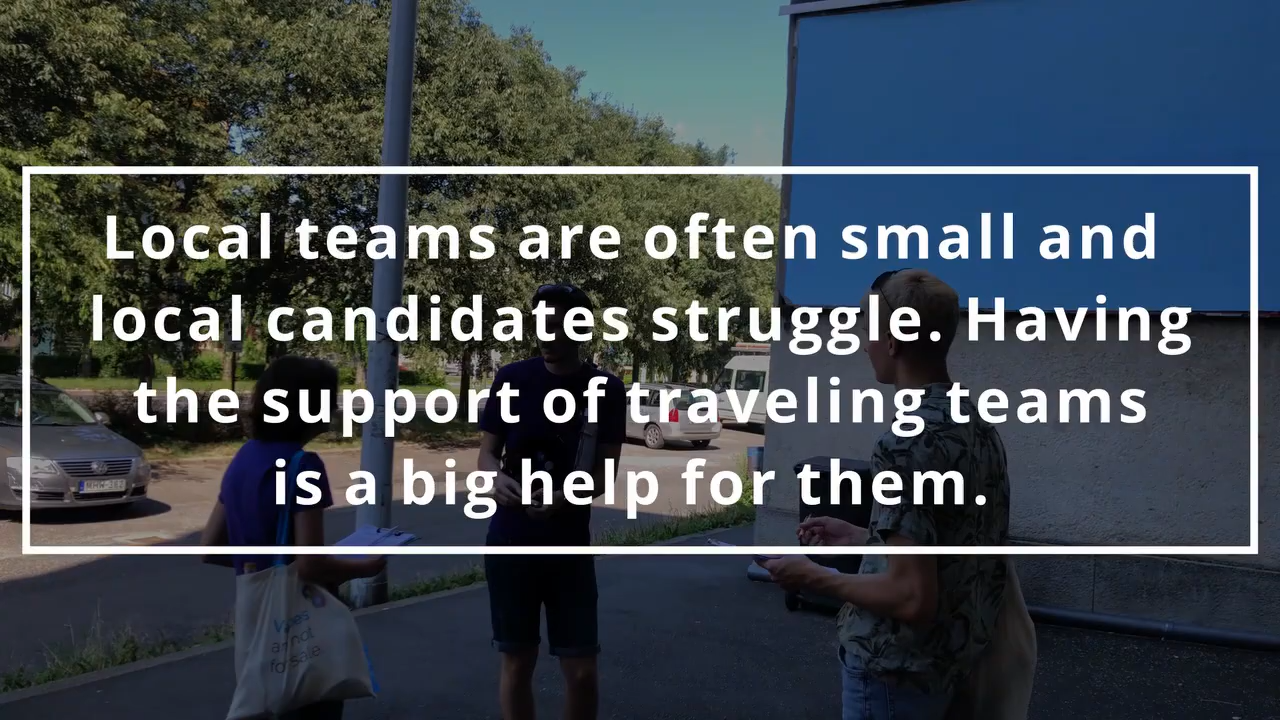 Local teams are often small and
local candidates struggle. Having
the support of traveling teams
is a big help for them.